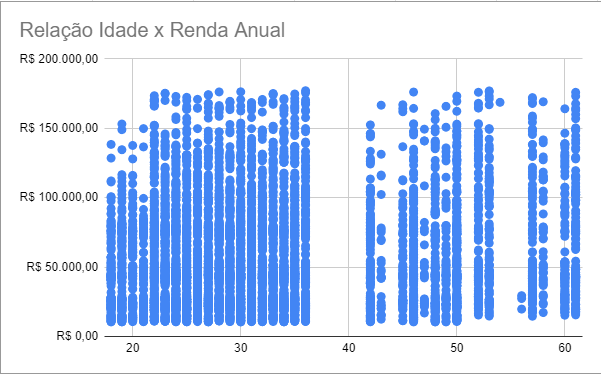 Relação Idade x Renda Anual
R$ 200.000,00
R$ 150.000,00
R$ 100.000,00
R$ 50.000,00
R$ 0,00
20 30 40 50 60